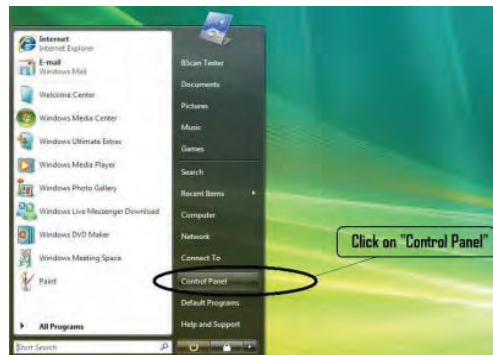 Internet
Internet Explorer
E-mail
Windows Mail
Welcome Center
Windows Media Center
Windows Ultimate Extras
Windows Media Player
Windows Photo Gallery
Windows Live Messenger Download
Windows DVD Maker
Windows Meeting Space
Paint
All Programs
Start Search
BScan Tester
Documents
Pictures
Music
Games
Search
Recent Items
Computer
Network
Connect To
Control Panel
Default Programs
Help and Support
Click on "Control Panel"